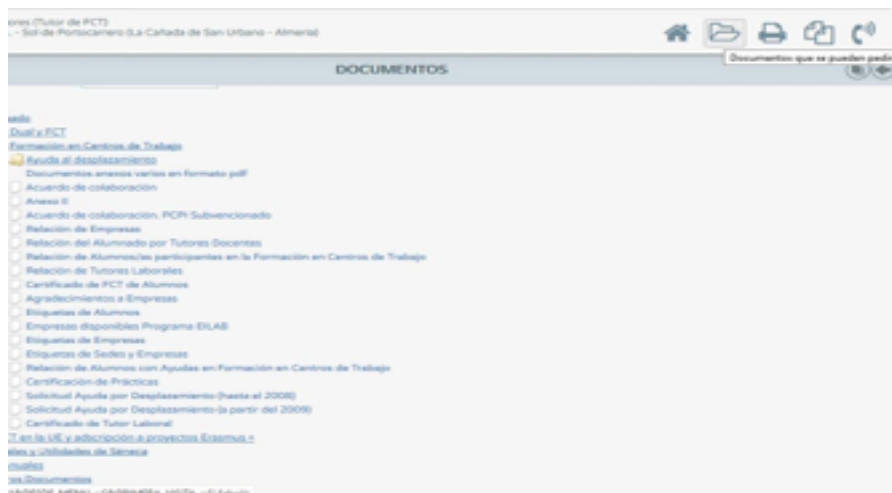 ores (Tutor de FCT)
. - Sol de Portocarrero (La Cañada de San Urbano - Almería)
Documentos que se pueden pedir
DOCUMENTOS
Dual y FCT
Formación en Centros de Trabajo
Ayuda al desplazamiento
Documentos anexos varios en formato pdf
Acuerdo de colaboración
Anexo II
Acuerdo de colaboración. PCPI Subvencionado
Relación de Empresas
Relación del Alumnado por Tutores Docentes
Relación de Alumnos/as participantes en la Formación en Centros de Trabajo
Relación de Tutores Laborales
Certificado de FCT de Alumnos
Agradecimientos a Empresas
Etiquetas de Alumnos
Empresas disponibles Programa EILAB
Etiquetas de Empresas
Etiquetas de Sedes y Empresas
Relación de Alumnos con Ayudas en Formación en Centros de Trabajo
Certificación de Prácticas
Solicitud Ayuda por Desplazamiento (hasta el 2008)
Solicitud Ayuda por Desplazamiento (a partir del 2009)
Certificado de Tutor Laboral
CT en la UE y adscripción a proyectos Erasmus +
ales y Utilidades de Séneca
anuales
ros Documentos